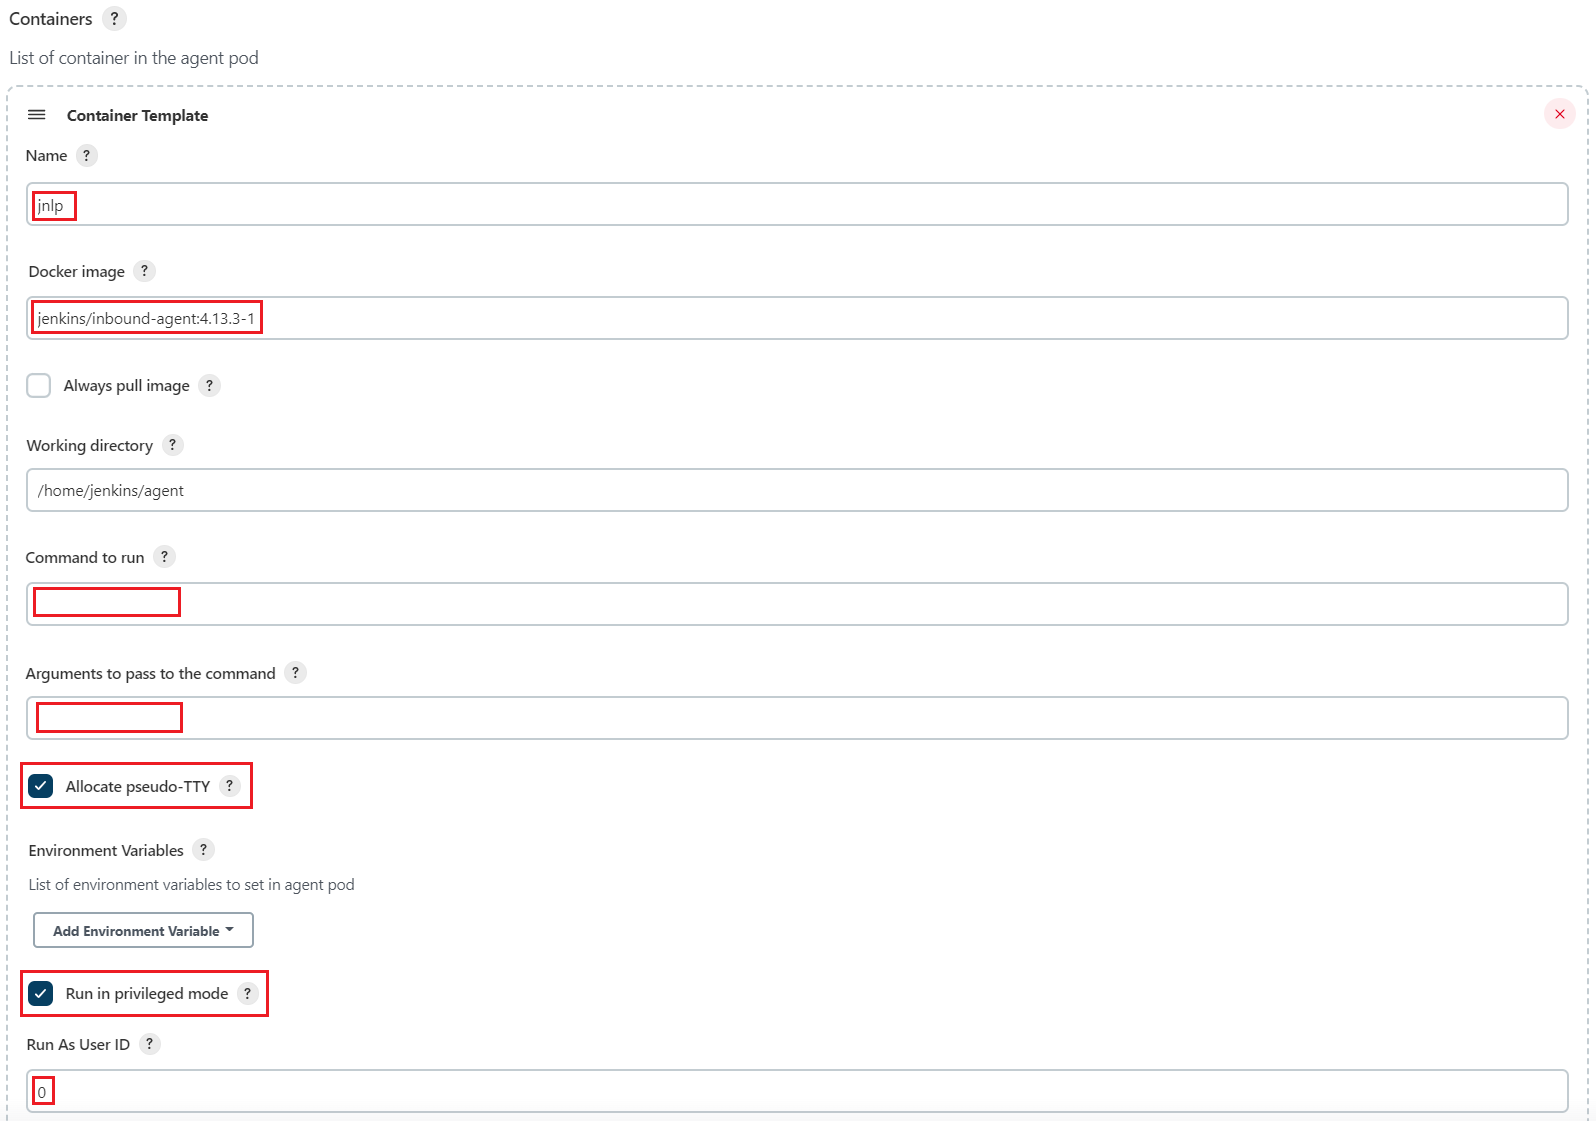 Containers ?
List of container in the agent pod
Container Template
Name ?
jnlp
Docker image ?
jenkins/inbound-agent:4.13.3-1
Always pull image ?
Working directory ?
/home/jenkins/agent
Command to run ?
Arguments to pass to the command ?
Allocate pseudo-TTY ?
Environment Variables ?
List of environment variables to set in agent pod
Add Environment Variable
Run in privileged mode ?
Run As User ID ?
0